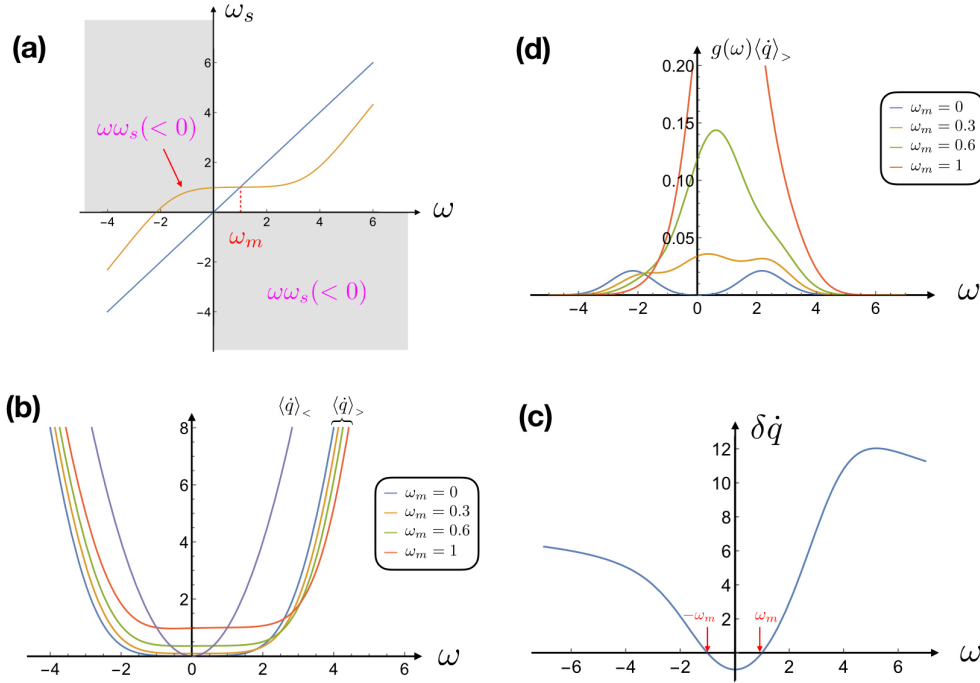 (a)
ω_s
6
4
2
−4
−2
2
4
6
ω
−2
−4
ωω_s(< 0)
ω_m
ωω_s(< 0)
(d)
g(ω)⟨q̇⟩_>
0.20
0.15
0.10
0.05
−4
−2
0
2
4
6
ω
ω_m = 0
ω_m = 0.3
ω_m = 0.6
ω_m = 1
(b)
⟨q̇⟩_<
⟨q̇⟩_>
8
6
4
2
−4
−2
0
2
4
6
ω
ω_m = 0
ω_m = 0.3
ω_m = 0.6
ω_m = 1
(c)
δq̇
12
10
8
6
4
2
−ω_m
ω_m
−6
−4
−2
0
2
4
6
ω